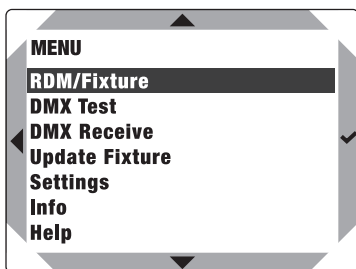 MENU
RDM/Fixture
DMX Test
DMX Receive
Update Fixture
Settings
Info
Help